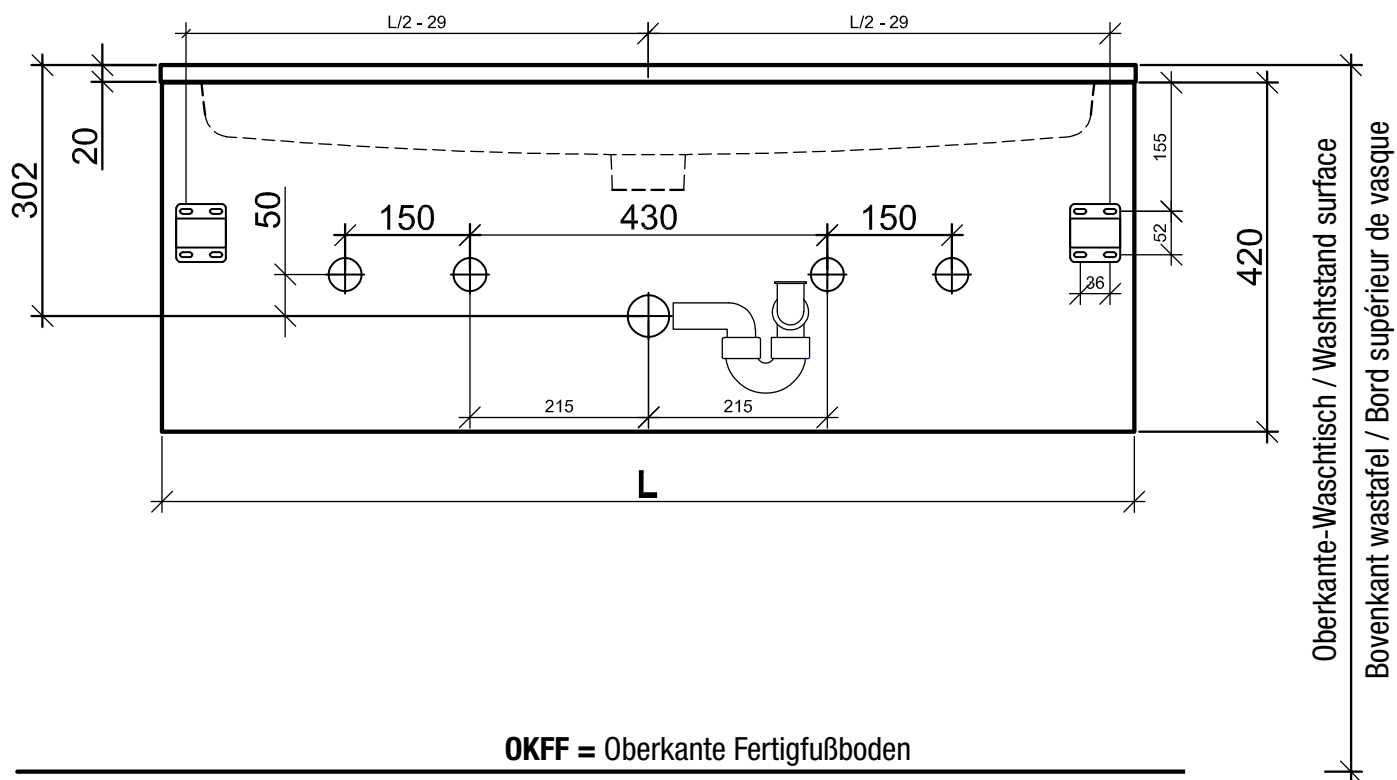 L/2 - 29
L/2 - 29
20
302
50
150
430
150
155
52
36
420
215
215
L
Oberkante-Waschtisch / Washtstand surface
Bovenkant wastafel / Bord supérieur de vasque
OKFF = Oberkante Fertigfußboden